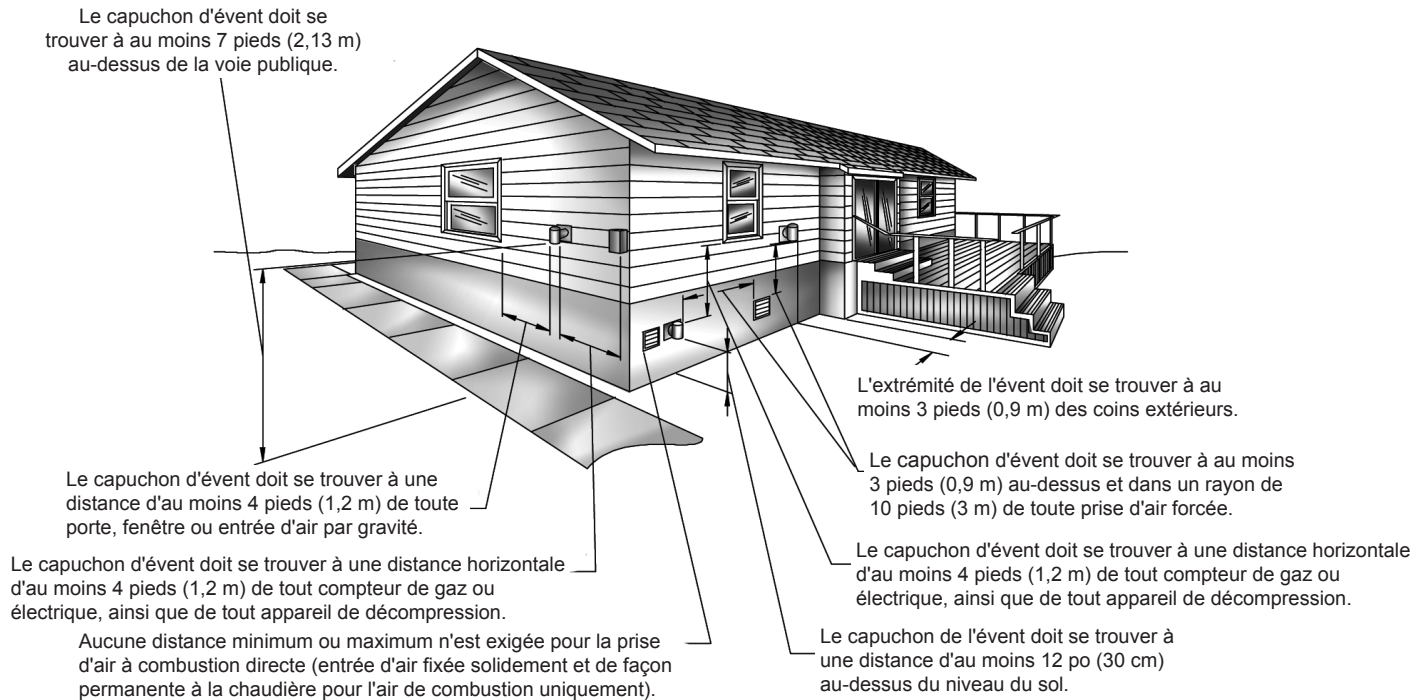 Le capuchon d'évent doit se
trouver à au moins 7 pieds (2,13 m)
au-dessus de la voie publique.
L'extrémité de l'évent doit se trouver à au
moins 3 pieds (0,9 m) des coins extérieurs.
Le capuchon d'évent doit se trouver à au moins
3 pieds (0,9 m) au-dessus et dans un rayon de
10 pieds (3 m) de toute prise d'air forcée.
Le capuchon d'évent doit se trouver à une
distance d'au moins 4 pieds (1,2 m) de toute
porte, fenêtre ou entrée d'air par gravité.
Le capuchon d'évent doit se trouver à une distance horizontale
d'au moins 4 pieds (1,2 m) de tout compteur de gaz ou
électrique, ainsi que de tout appareil de décompression.
Le capuchon d'évent doit se trouver à une distance horizontale
d'au moins 4 pieds (1,2 m) de tout compteur de gaz ou
électrique, ainsi que de tout appareil de décompression.
Aucune distance minimum ou maximum n'est exigée pour la prise
d'air à combustion directe (entrée d'air fixée solidement et de façon
permanente à la chaudière pour l'air de combustion uniquement).
Le capuchon de l'évent doit se trouver à
une distance d'au moins 12 po (30 cm)
au-dessus du niveau du sol.